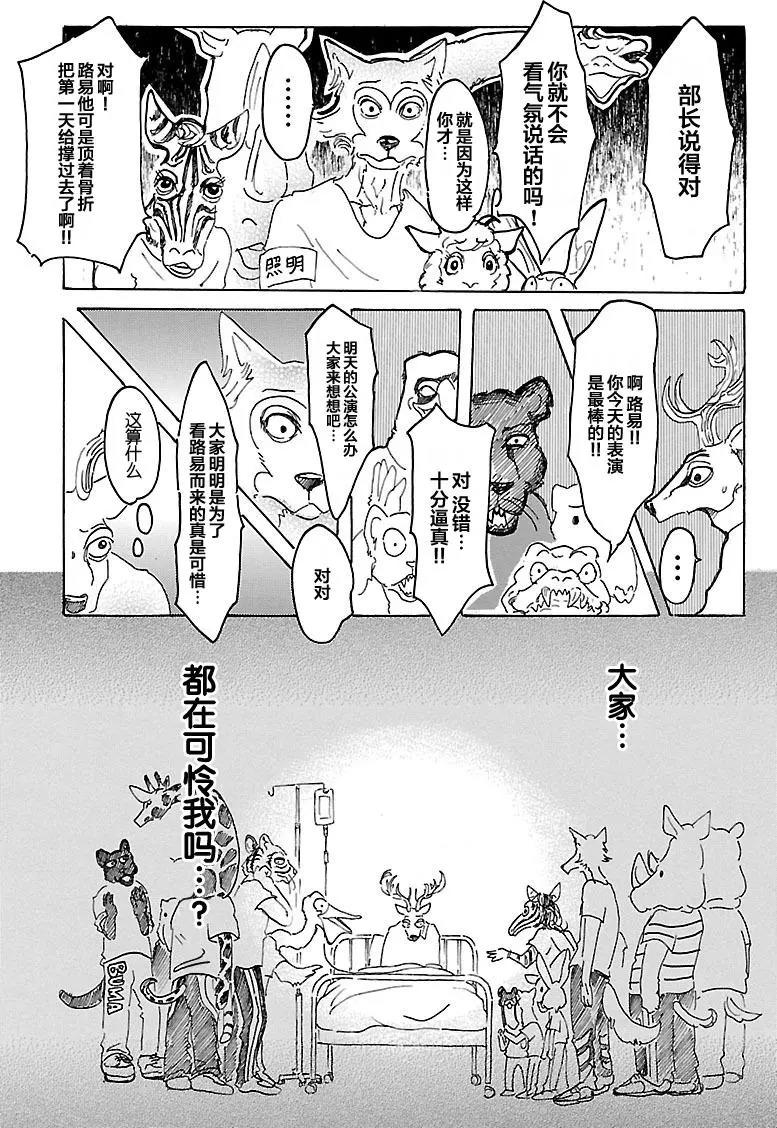 部长说得对
你就不会
看气氛说话的吗！
就是因为这样
你才…
……
照明
对啊！
路易他可是顶着骨折
把第一天给撑过去了啊!!
啊 路易!!
你今天的表演
是最棒的!!
…
对 没错…
十分逼真!!
明天的公演怎么办
大家来想想吧…
对对
大家明明是为了
看路易而来的真是可惜…
这算什么
大家…
都在可怜我吗…？
BUMA